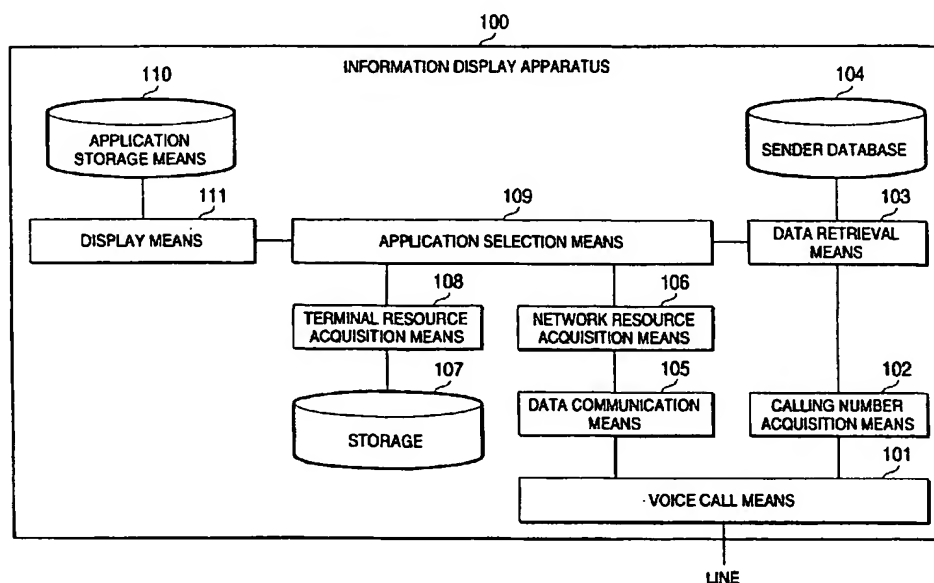 100
INFORMATION DISPLAY APPARATUS
110
APPLICATION
STORAGE MEANS
104
SENDER DATABASE
111
DISPLAY MEANS
109
APPLICATION SELECTION MEANS
103
DATA RETRIEVAL
MEANS
108
TERMINAL RESOURCE
ACQUISITION MEANS
106
NETWORK RESOURCE
ACQUISITION MEANS
107
STORAGE
105
DATA COMMUNICATION
MEANS
102
CALLING NUMBER
ACQUISITION MEANS
101
VOICE CALL MEANS
LINE